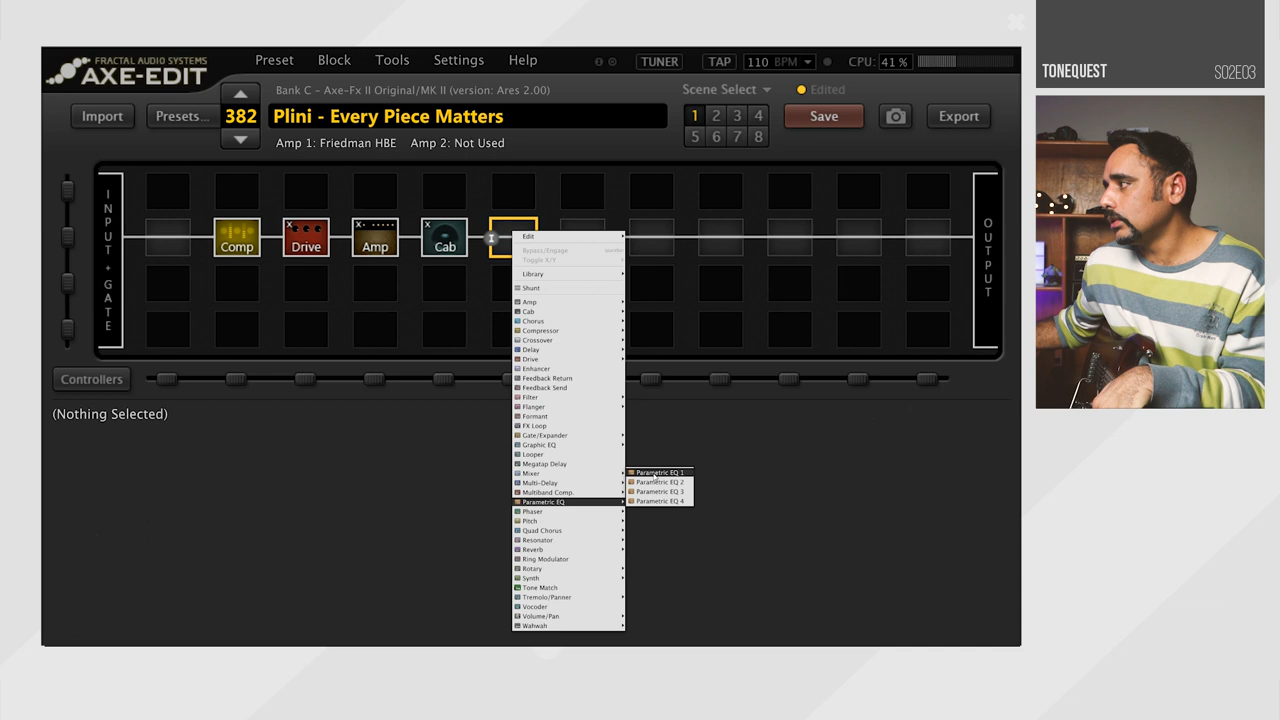 FRACTAL AUDIO SYSTEMS
AXE-EDIT
Preset Block Tools Settings Help
TUNER TAP 110 BPM CPU: 41 %
Bank C – Axe-Fx II Original/MK II (version: Ares 2.00)
Scene Select Edited
Import Presets... 382 Plini - Every Piece Matters
1 2 3 4
5 6 7 8
Save Export
Amp 1: Friedman HBE Amp 2: Not Used
INPUT + GATE
X X X
Comp Drive Amp Cab
OUTPUT
Controllers
(Nothing Selected)
Edit
Bypass/Engage
Toggle X/Y
Library
Shunt
Amp
Cab
Chorus
Compressor
Crossover
Delay
Drive
Enhancer
Feedback Return
Feedback Send
Filter
Flanger
Formant
FX Loop
Gate/Expander
Graphic EQ
Looper
Megatap Delay
Mixer
Multi-Delay
Multiband Comp.
Parametric EQ
Phaser
Pitch
Quad Chorus
Resonator
Reverb
Ring Modulator
Rotary
Synth
Tone Match
Tremolo/Panner
Vocoder
Volume/Pan
Wahwah
Parametric EQ 1
Parametric EQ 2
Parametric EQ 3
Parametric EQ 4
TONEQUEST S02E03